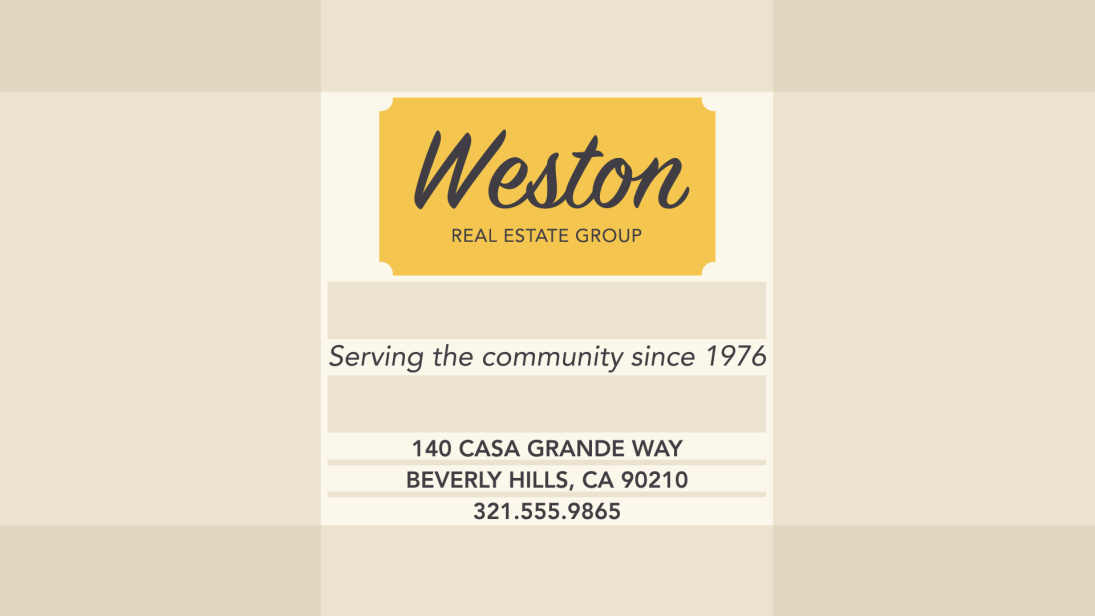 Weston
REAL ESTATE GROUP
Serving the community since 1976
140 CASA GRANDE WAY
BEVERLY HILLS, CA 90210
321.555.9865